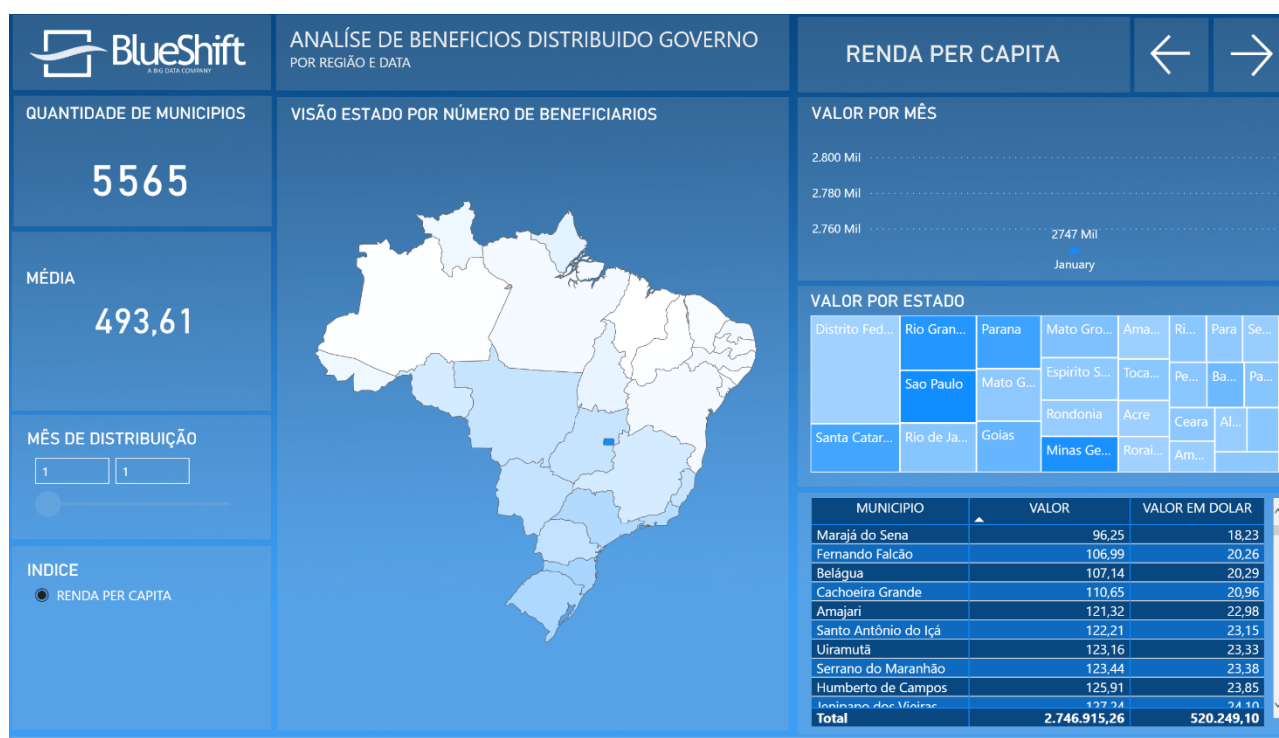 BlueShift
A BIG DATA COMPANY
ANALÍSE DE BENEFICIOS DISTRIBUIDO GOVERNO
POR REGIÃO E DATA
RENDA PER CAPITA
QUANTIDADE DE MUNICIPIOS
5565
MÉDIA
493,61
MÊS DE DISTRIBUIÇÃO
1 1
INDICE
RENDA PER CAPITA
VISÃO ESTADO POR NÚMERO DE BENEFICIARIOS
VALOR POR MÊS
2.800 Mil
2.780 Mil
2.760 Mil
2747 Mil
January
VALOR POR ESTADO
Distrito Fed... Rio Gran... Parana Mato Gro... Ama... Ri... Para Se...
Sao Paulo Mato G... Espirito S... Toca... Pe... Ba... Pa...
Santa Catar... Rio de Ja... Goias Rondonia Acre Ceara Al...
Minas Ge... Rorai... Am...
MUNICIPIO VALOR VALOR EM DOLAR
Marajá do Sena 96,25 18,23
Fernando Falcão 106,99 20,26
Belágua 107,14 20,29
Cachoeira Grande 110,65 20,96
Amajari 121,32 22,98
Santo Antônio do Içá 122,21 23,15
Uiramutã 123,16 23,33
Serrano do Maranhão 123,44 23,38
Humberto de Campos 125,91 23,85
Jenipapo dos Vieiras 127,24 24,10
Total 2.746.915,26 520.249,10